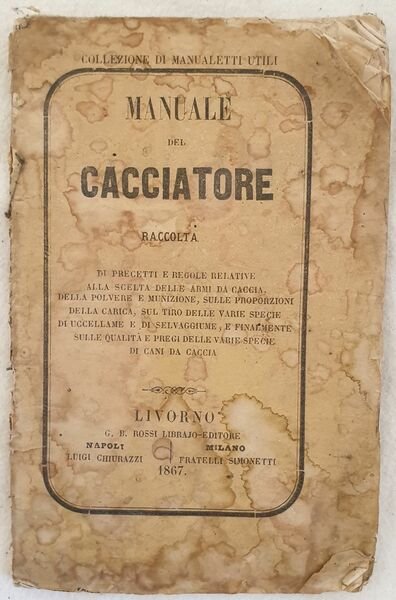 COLLEZIONE DI MANUALETTI UTILI
MANUALE
DEL
CACCIATORE
RACCOLTA
DI PRECETTI E REGOLE RELATIVE
ALLA SCELTA DELLE ARMI DA CACCIA,
DELLA POLVERE E MUNIZIONE, SULLE PROPORZIONI
DELLA CARICA, SUL TIRO DELLE VARIE SPECIE
DI UCCELLAME E DI SELVAGGIUME, E FINALMENTE
SULLE QUALITÀ E PREGI DELLE VARIE SPECIE
DI CANI DA CACCIA
LIVORNO
G. B. ROSSI LIBRAJO-EDITORE
NAPOLI MILANO
LUIGI CHIURAZZI FRATELLI SIMONETTI
1867.